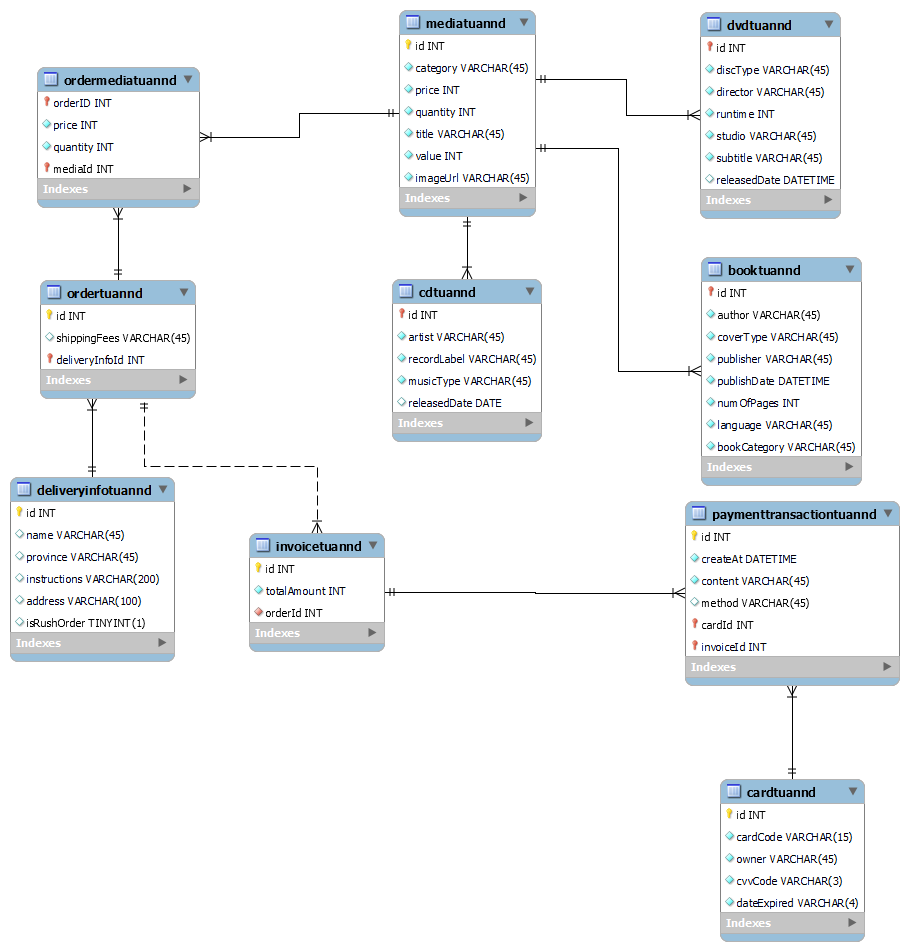 mediatuannd
id INT
category VARCHAR(45)
price INT
quantity INT
title VARCHAR(45)
value INT
imageUrl VARCHAR(45)
Indexes
dvdtuannd
id INT
discType VARCHAR(45)
director VARCHAR(45)
runtime INT
studio VARCHAR(45)
subtitle VARCHAR(45)
releasedDate DATETIME
Indexes
ordermediatuannd
orderID INT
price INT
quantity INT
mediaId INT
Indexes
ordertuannd
id INT
shippingFees VARCHAR(45)
deliveryInfoId INT
Indexes
cdtuannd
id INT
artist VARCHAR(45)
recordLabel VARCHAR(45)
musicType VARCHAR(45)
releasedDate DATE
Indexes
booktuannd
id INT
author VARCHAR(45)
coverType VARCHAR(45)
publisher VARCHAR(45)
publishDate DATETIME
numOfPages INT
language VARCHAR(45)
bookCategory VARCHAR(45)
Indexes
deliveryinfotuannd
id INT
name VARCHAR(45)
province VARCHAR(45)
instructions VARCHAR(200)
address VARCHAR(100)
isRushOrder TINYINT(1)
Indexes
invoicetuannd
id INT
totalAmount INT
orderId INT
Indexes
paymenttransactiontuannd
id INT
createAt DATETIME
content VARCHAR(45)
method VARCHAR(45)
cardId INT
invoiceId INT
Indexes
cardtuannd
id INT
cardCode VARCHAR(15)
owner VARCHAR(45)
cvvCode VARCHAR(3)
dateExpired VARCHAR(4)
Indexes